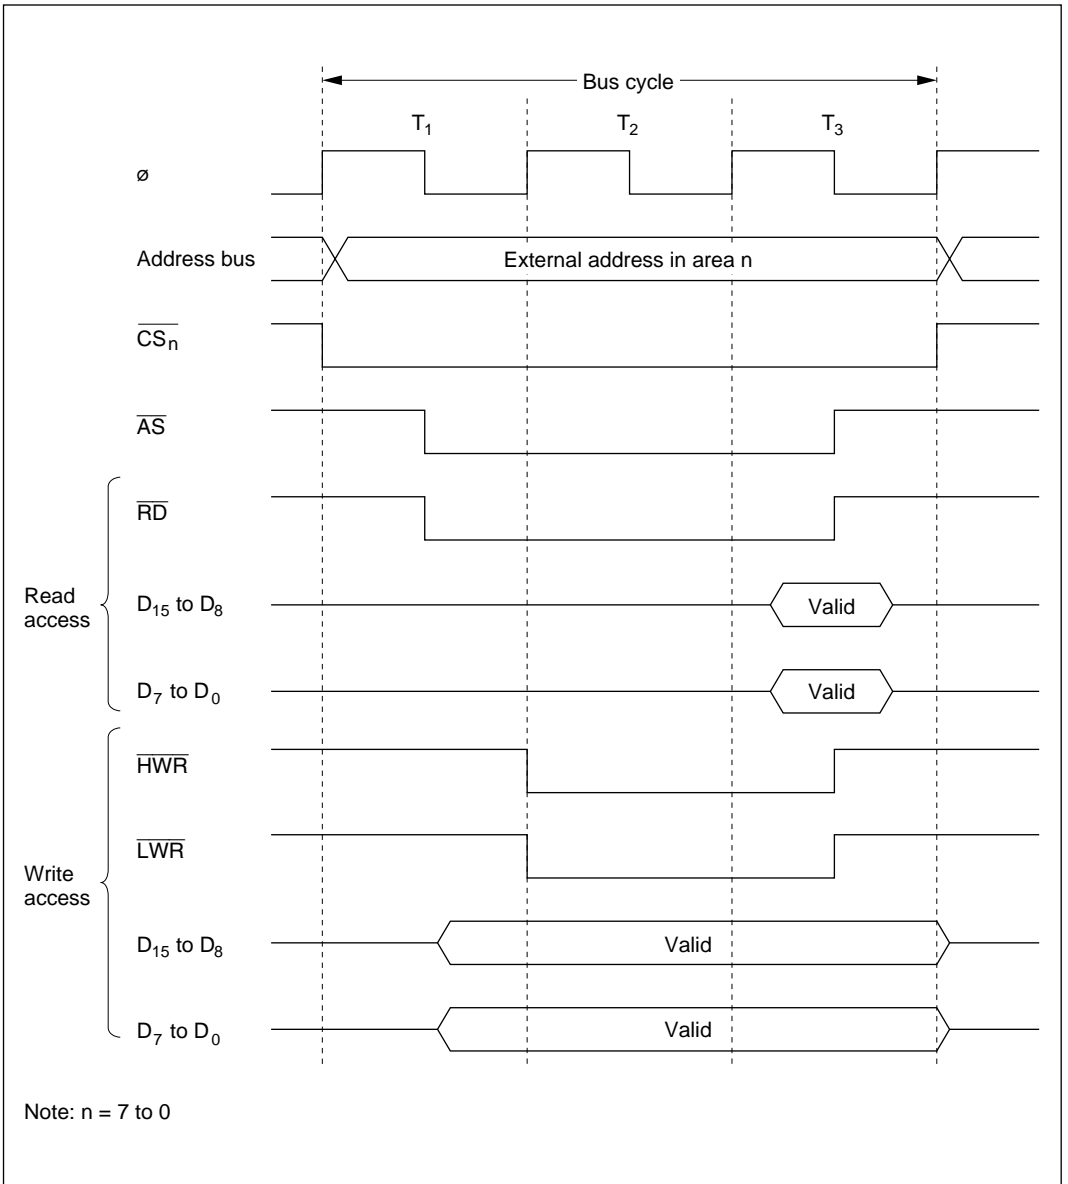 Bus cycle
T1 T2 T3
ø
Address bus External address in area n
CSn
AS
RD
Read access
D15 to D8 Valid
D7 to D0 Valid
HWR
LWR
Write access
D15 to D8 Valid
D7 to D0 Valid
Note: n = 7 to 0